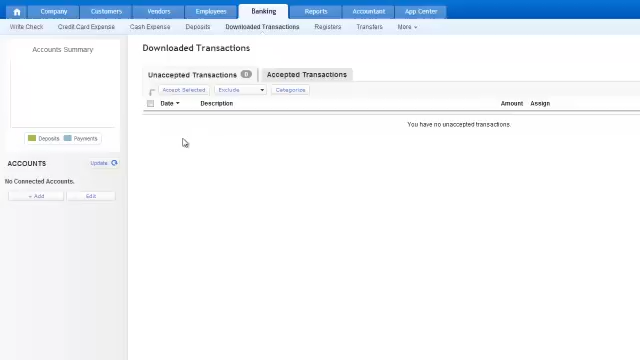 Company Customers Vendors Employees Banking Reports Accountant App Center
Write Check Credit Card Expense Cash Expense Deposits Downloaded Transactions Registers Transfers More
Accounts Summary
Deposits Payments
ACCOUNTS Update
No Connected Accounts.
+ Add Edit
Downloaded Transactions
Unaccepted Transactions 0 Accepted Transactions
Accept Selected Exclude Categorize
Date Description Amount Assign
You have no unaccepted transactions.